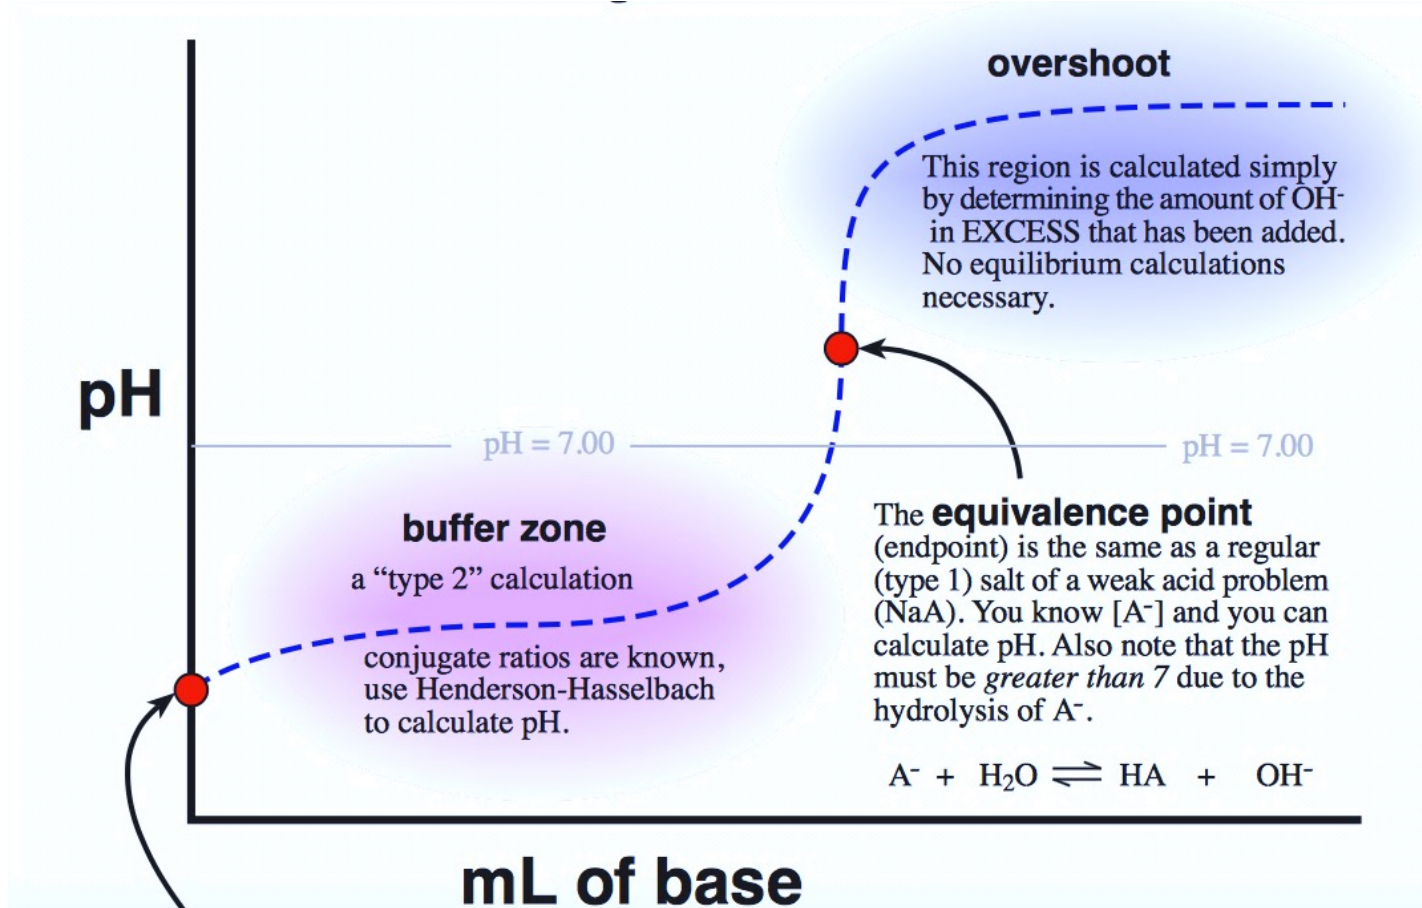 overshoot
This region is calculated simply
by determining the amount of OH-
in EXCESS that has been added.
No equilibrium calculations
necessary.
pH
pH = 7.00
pH = 7.00
buffer zone
a “type 2” calculation
conjugate ratios are known,
use Henderson-Hasselbach
to calculate pH.
The equivalence point
(endpoint) is the same as a regular
(type 1) salt of a weak acid problem
(NaA). You know [A-] and you can
calculate pH. Also note that the pH
must be greater than 7 due to the
hydrolysis of A-.
A- + H2O ⇌ HA + OH-
mL of base